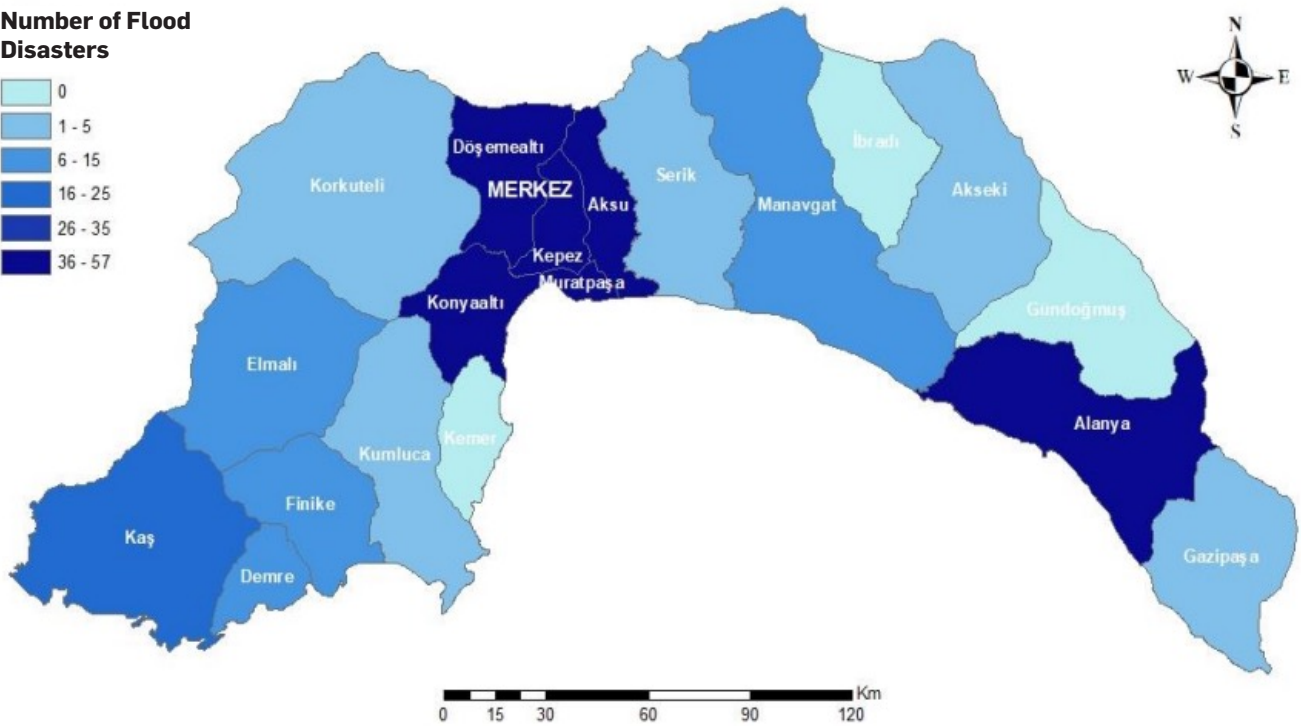 Number of Flood
Disasters
0
1 - 5
6 - 15
16 - 25
26 - 35
36 - 57
N
W
E
S
Korkuteli
Döşemealtı
MERKEZ
Aksu
Kepez
Muratpaşa
Konyaaltı
Serik
Manavgat
İbradı
Akseki
Gündoğmuş
Alanya
Gazipaşa
Elmalı
Kumluca
Kemer
Finike
Kaş
Demre
Km
0 15 30 60 90 120